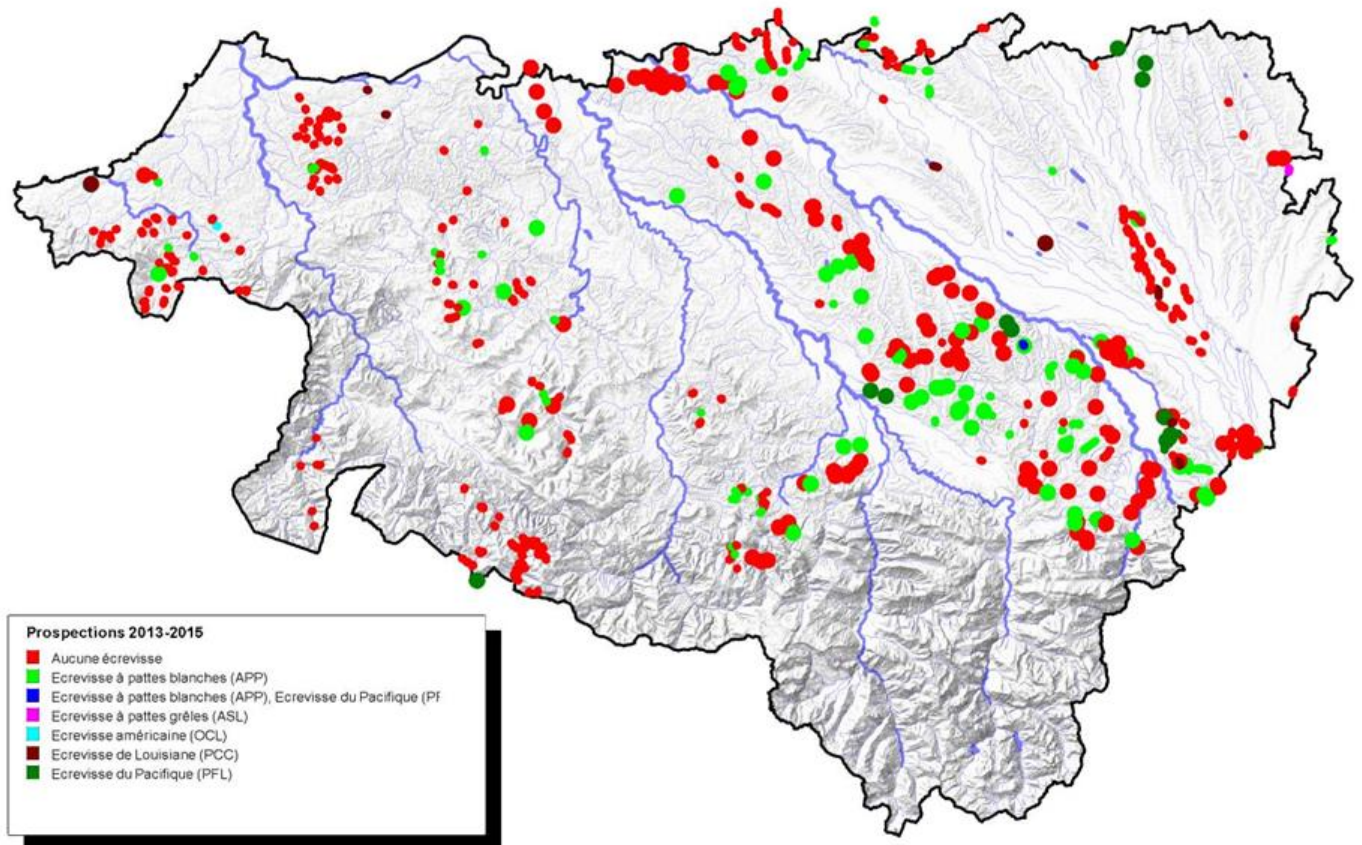 Prospections 2013-2015
Aucune écrevisse
Ecrevisse à pattes blanches (APP)
Ecrevisse à pattes blanches (APP), Ecrevisse du Pacifique (PF
Ecrevisse à pattes grêles (ASL)
Ecrevisse américaine (OCL)
Ecrevisse de Louisiane (PCC)
Ecrevisse du Pacifique (PFL)